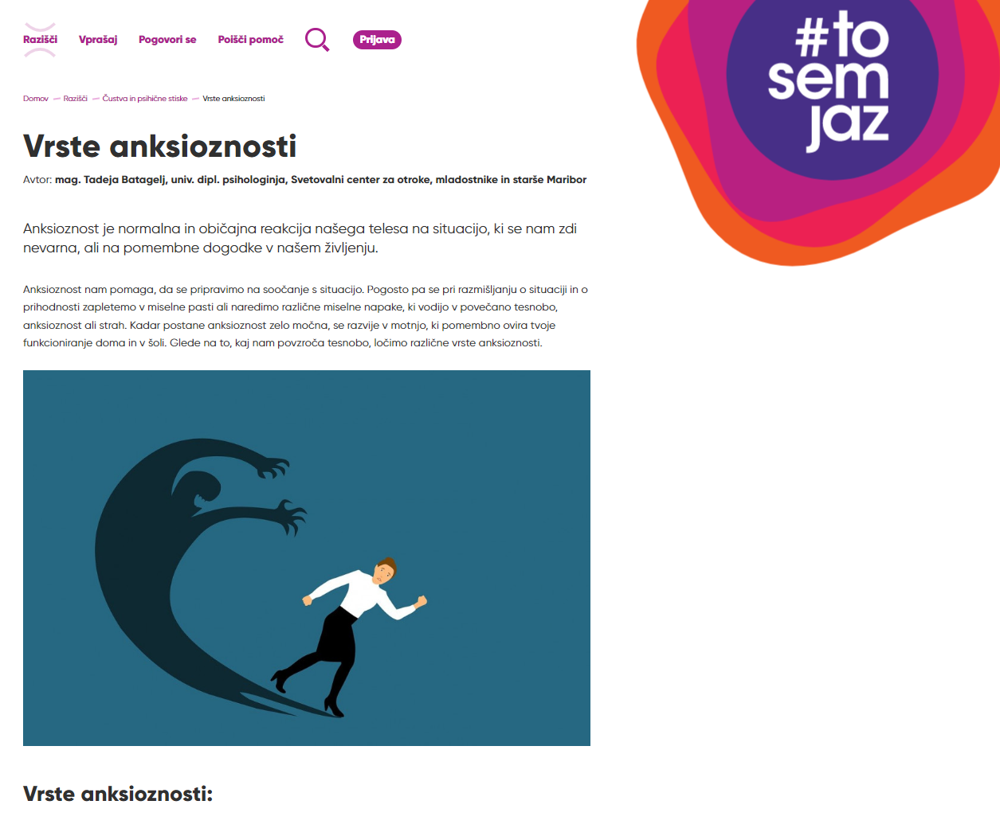 Razišči Vprašaj Pogovori se Poišči pomoč Prijava
#to
sem
jaz
Domov Razišči Čustva in psihične stiske Vrste anksioznosti
Vrste anksioznosti
Avtor: mag. Tadeja Batagelj, univ. dipl. psihologinja, Svetovalni center za otroke, mladostnike in starše Maribor
Anksioznost je normalna in običajna reakcija našega telesa na situacijo, ki se nam zdi
nevarna, ali na pomembne dogodke v našem življenju.
Anksioznost nam pomaga, da se pripravimo na soočanje s situacijo. Pogosto pa se pri razmišljanju o situaciji in o
prihodnosti zapletemo v miselne pasti ali naredimo različne miselne napake, ki vodijo v povečano tesnobo,
anksioznost ali strah. Kadar postane anksioznost zelo močna, se razvije v motnjo, ki pomembno ovira tvoje
funkcioniranje doma in v šoli. Glede na to, kaj nam povzroča tesnobo, ločimo različne vrste anksioznosti.
Vrste anksioznosti: